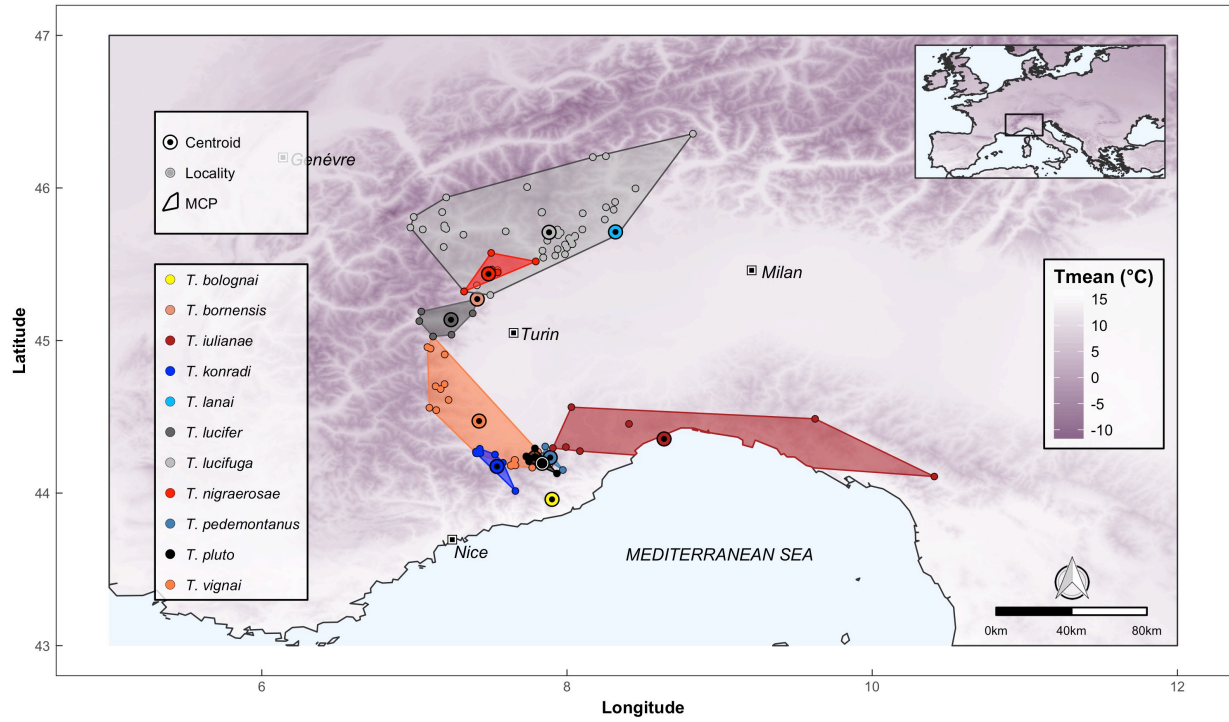 47
46
45
44
43
Latitude
Centroid
Locality
MCP
Genévre
T. bolognai
T. bornensis
T. iulianae
T. konradi
T. lanai
T. lucifer
T. lucifuga
T. nigraerosae
T. pedemontanus
T. pluto
T. vignai
Milan
Turin
Nice
MEDITERRANEAN SEA
Tmean (°C)
15
10
5
0
-5
-10
0km
40km
80km
6
8
10
12
Longitude